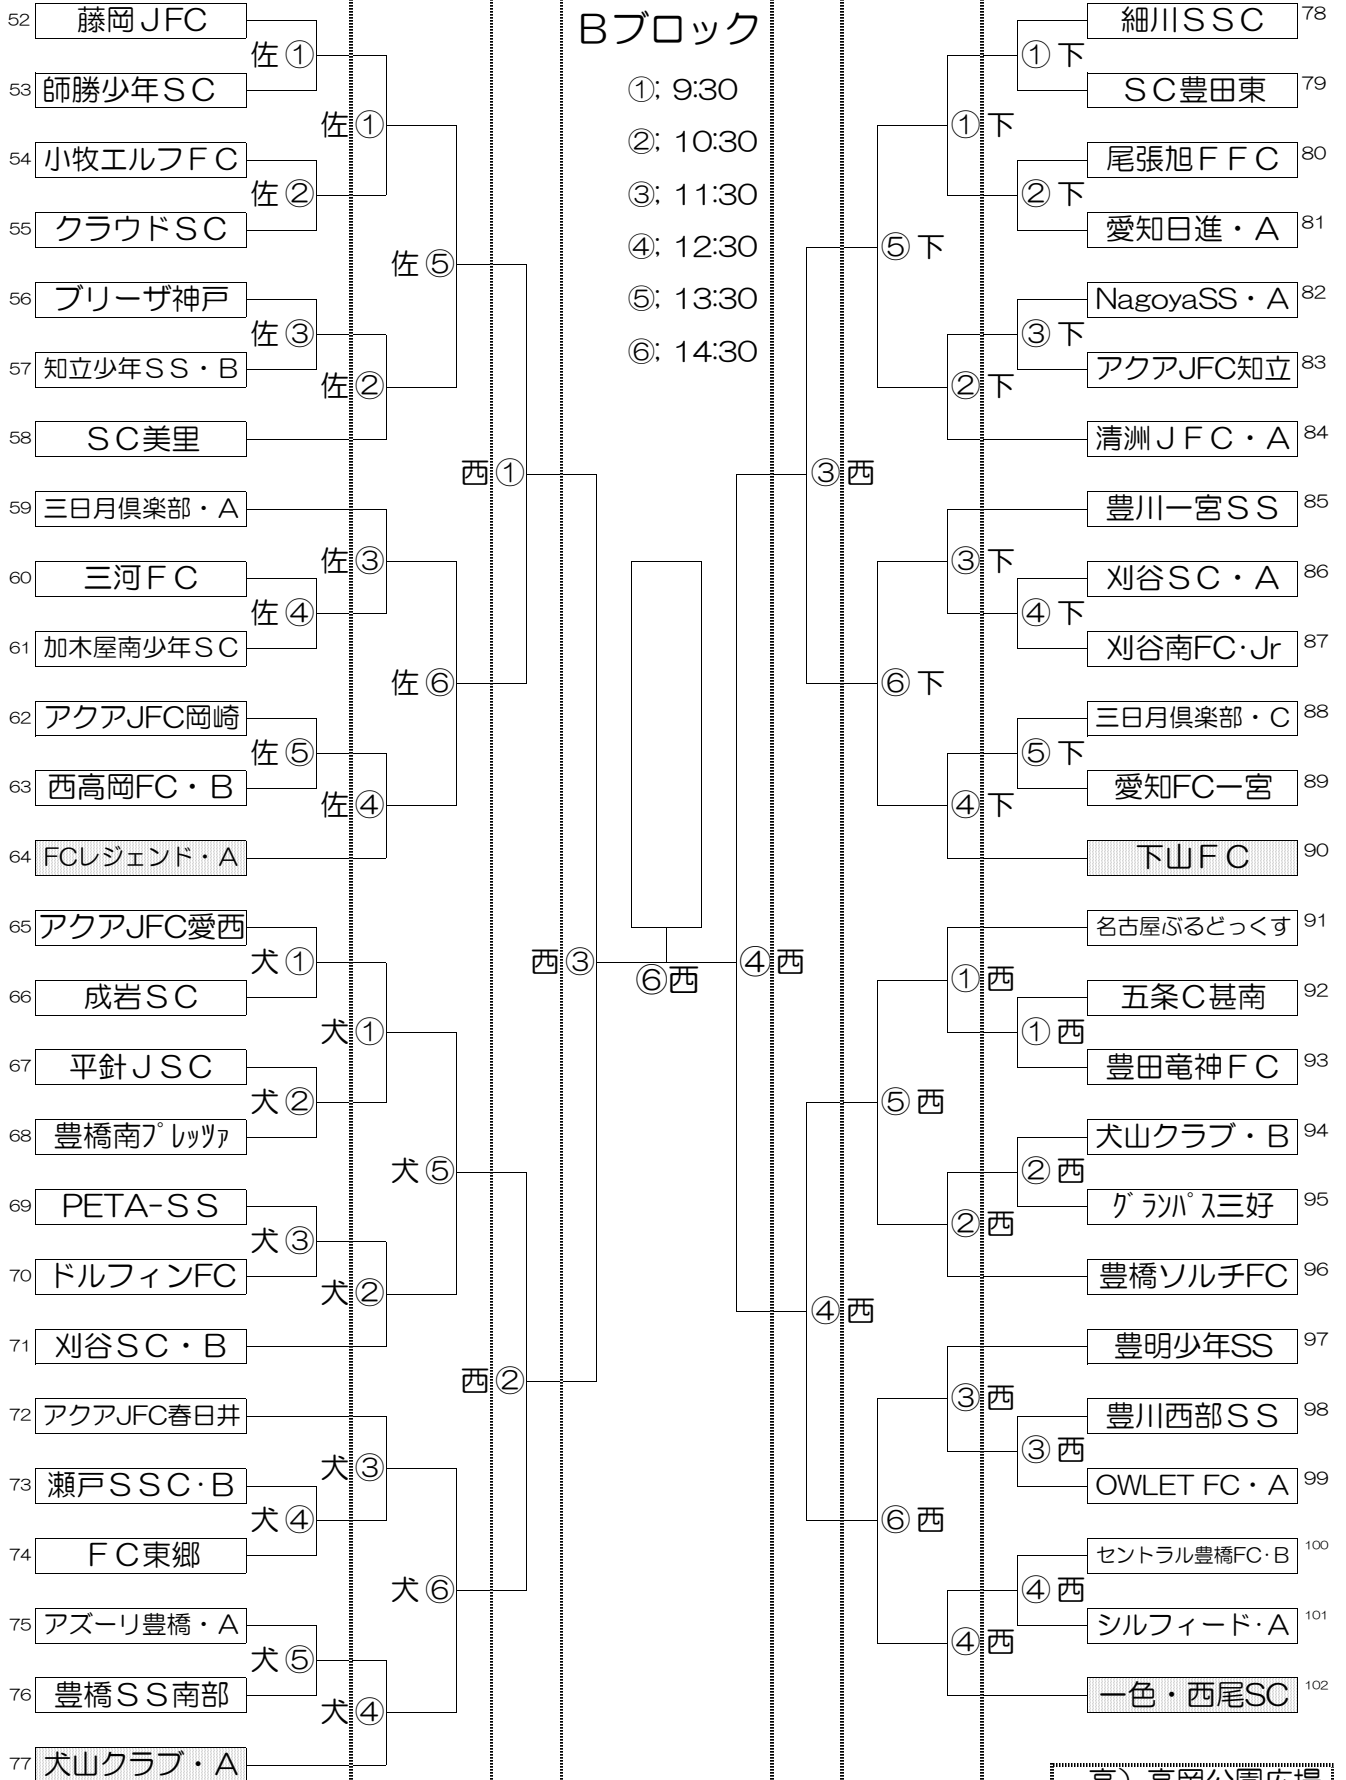 Bブロック
①; 9:30
②; 10:30
③; 11:30
④; 12:30
⑤; 13:30
⑥; 14:30
52 藤岡JFC
佐①
53 師勝少年SC
佐①
54 小牧エルフFC
佐②
55 クラウドSC
佐⑤
56 ブリーザ神戸
佐③
57 知立少年SS・B
佐②
58 SC美里
西①
59 三日月倶楽部・A
佐③
60 三河FC
佐④
61 加木屋南少年SC
佐⑥
62 アクアJFC岡崎
佐⑤
63 西高岡FC・B
佐④
64 FCレジェンド・A
65 アクアJFC愛西
犬①
西③
66 成岩SC
犬①
67 平針JSC
犬②
68 豊橋南プレッツァ
犬⑤
69 PETA-SS
犬③
70 ドルフィンFC
犬②
71 刈谷SC・B
西②
72 アクアJFC春日井
犬③
73 瀬戸SSC・B
犬④
74 FC東郷
犬⑥
75 アズーリ豊橋・A
犬⑤
76 豊橋SS南部
犬④
77 犬山クラブ・A
⑥西
細川SSC 78
①下
SC豊田東 79
①下
尾張旭FFC 80
②下
愛知日進・A 81
⑤下
NagoyaSS・A 82
③下
アクアJFC知立 83
②下
清洲JFC・A 84
③西
豊川一宮SS 85
③下
刈谷SC・A 86
④下
刈谷南FC・Jr 87
⑥下
三日月倶楽部・C 88
⑤下
愛知FC一宮 89
④下
下山FC 90
名古屋ぶるどっくす 91
④西
①西
五条C甚南 92
①西
豊田竜神FC 93
⑤西
犬山クラブ・B 94
②西
グランパス三好 95
②西
豊橋ソルチFC 96
④西
豊明少年SS 97
③西
豊川西部SS 98
③西
OWLET FC・A 99
⑥西
セントラル豊橋FC・B 100
④西
シルフィード・A 101
④西
一色・西尾SC 102
高）高岡公園広場